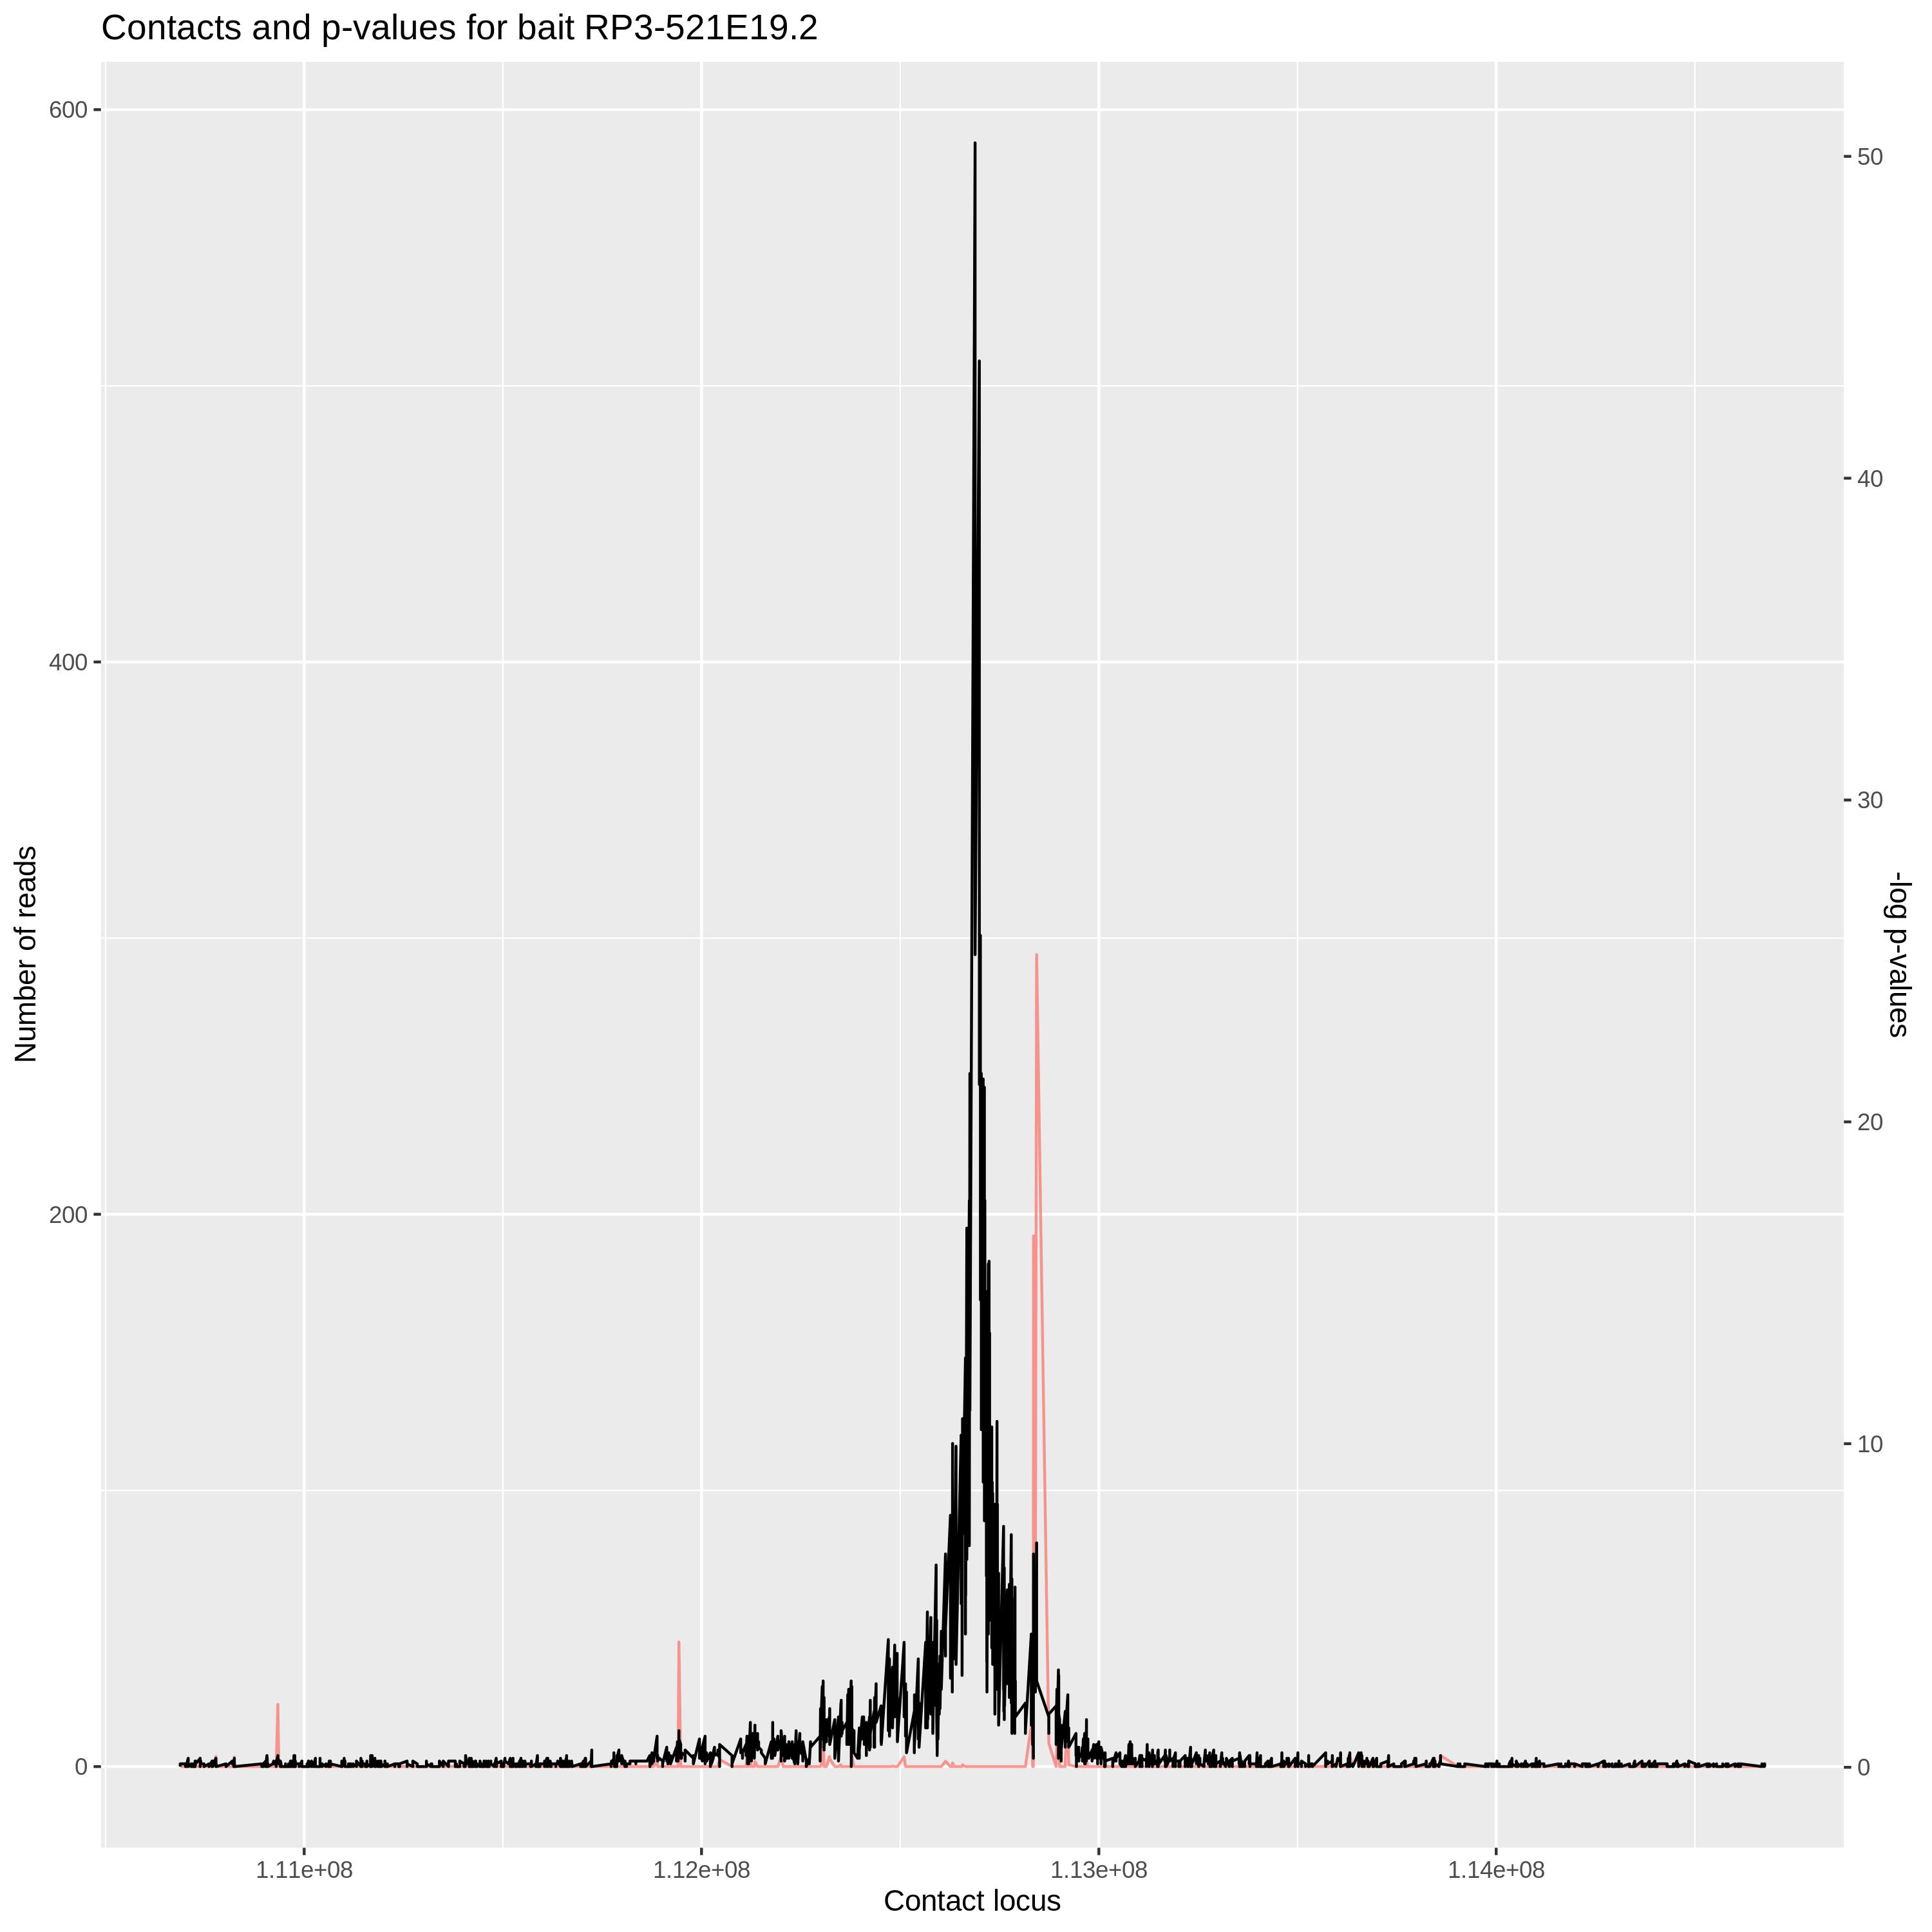 Contacts and p-values for bait RP3-521E19.2
600
400
200
0
Number of reads
50
40
30
20
10
0
-log p-values
1.11e+08
1.12e+08
1.13e+08
1.14e+08
Contact locus